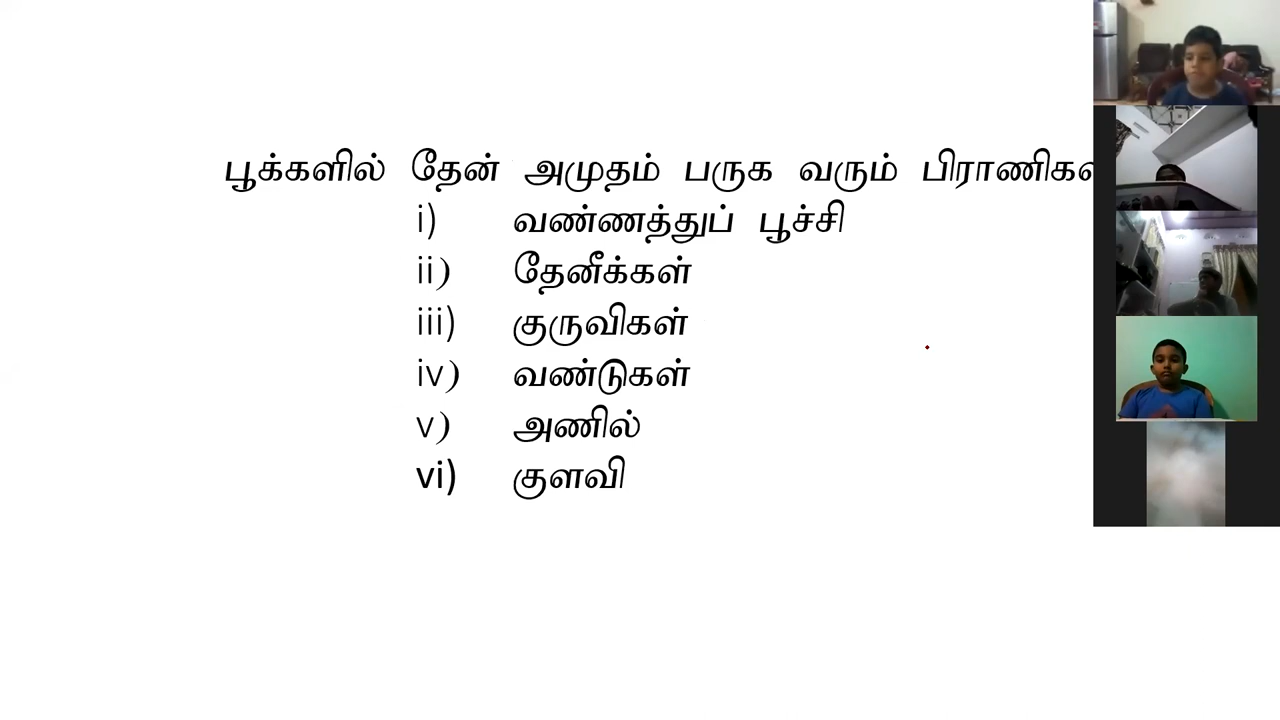 பூக்களில் தேன் அமுதம் பருக வரும்
i) வண்ணத்துப் பூச்சி
ii) தேனீக்கள்
iii) குருவிகள்
iv) வண்டுகள்
v) அணில்
vi) குளவி